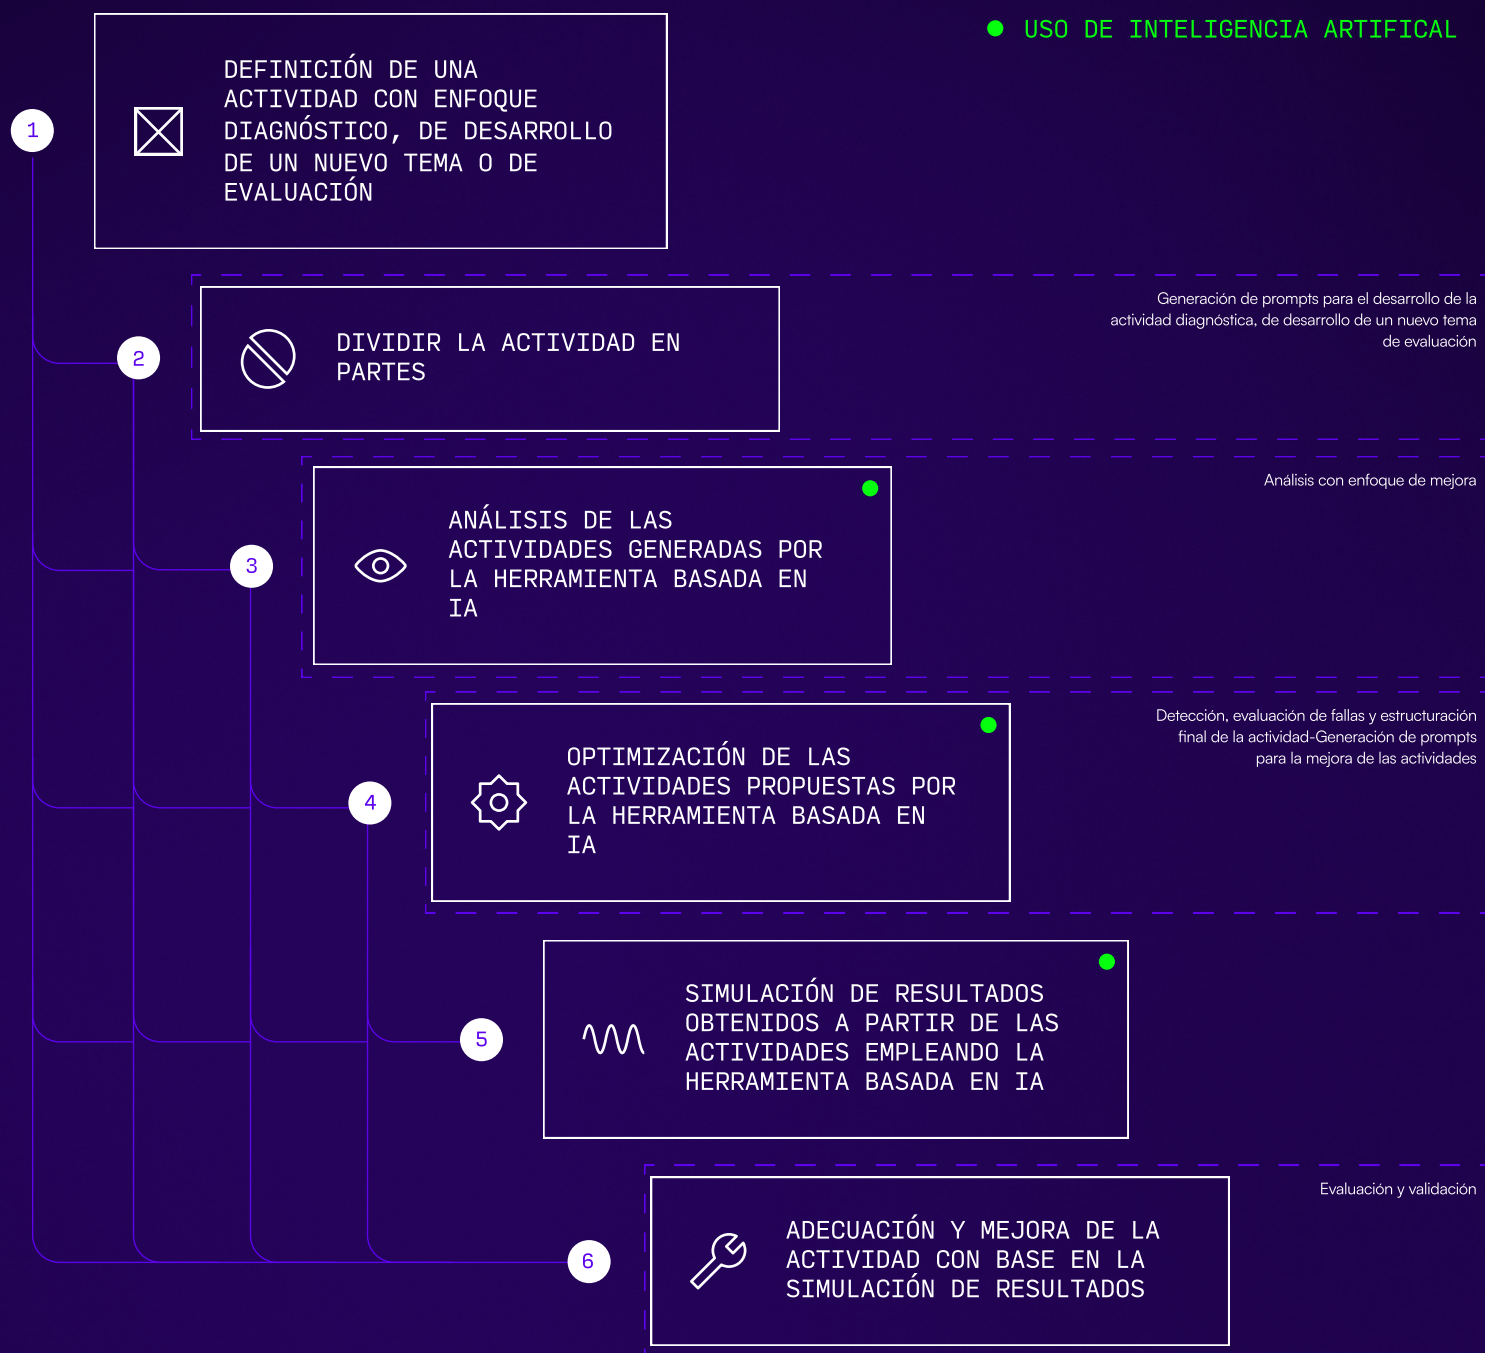 USO DE INTELIGENCIA ARTIFICAL
1
DEFINICIÓN DE UNA
ACTIVIDAD CON ENFOQUE
DIAGNÓSTICO, DE DESARROLLO
DE UN NUEVO TEMA O DE
EVALUACIÓN
2
DIVIDIR LA ACTIVIDAD EN
PARTES
Generación de prompts para el desarrollo de la
actividad diagnóstica, de desarrollo de un nuevo tema
de evaluación
3
ANÁLISIS DE LAS
ACTIVIDADES GENERADAS POR
LA HERRAMIENTA BASADA EN
IA
Análisis con enfoque de mejora
4
OPTIMIZACIÓN DE LAS
ACTIVIDADES PROPUESTAS POR
LA HERRAMIENTA BASADA EN
IA
Detección, evaluación de fallas y estructuración
final de la actividad-Generación de prompts
para la mejora de las actividades
5
SIMULACIÓN DE RESULTADOS
OBTENIDOS A PARTIR DE LAS
ACTIVIDADES EMPLEANDO LA
HERRAMIENTA BASADA EN IA
6
ADECUACIÓN Y MEJORA DE LA
ACTIVIDAD CON BASE EN LA
SIMULACIÓN DE RESULTADOS
Evaluación y validación